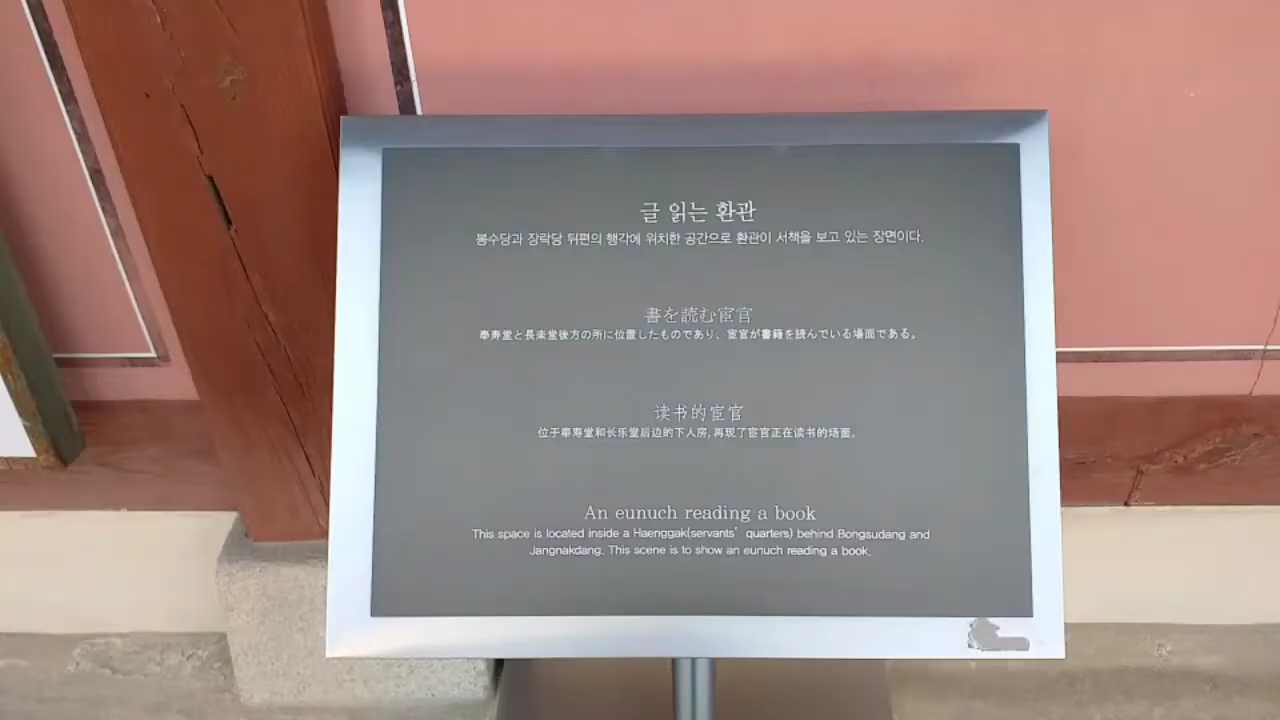 글 읽는 환관
봉수당과 장락당 뒤편의 행각에 위치한 공간으로 환관이 서책을 보고 있는 장면이다.
書を読む宦官
奉寿堂と長楽堂後方の所に位置したものであり、宦官が書籍を読んでいる場面である。
读书的宦官
位于奉寿堂和长乐堂后边的下人房,再现了宦官正在读书的场面。
An eunuch reading a book
This space is located inside a Haenggak(servants' quarters) behind Bongsudang and
Jangnakdang. This scene is to show an eunuch reading a book.